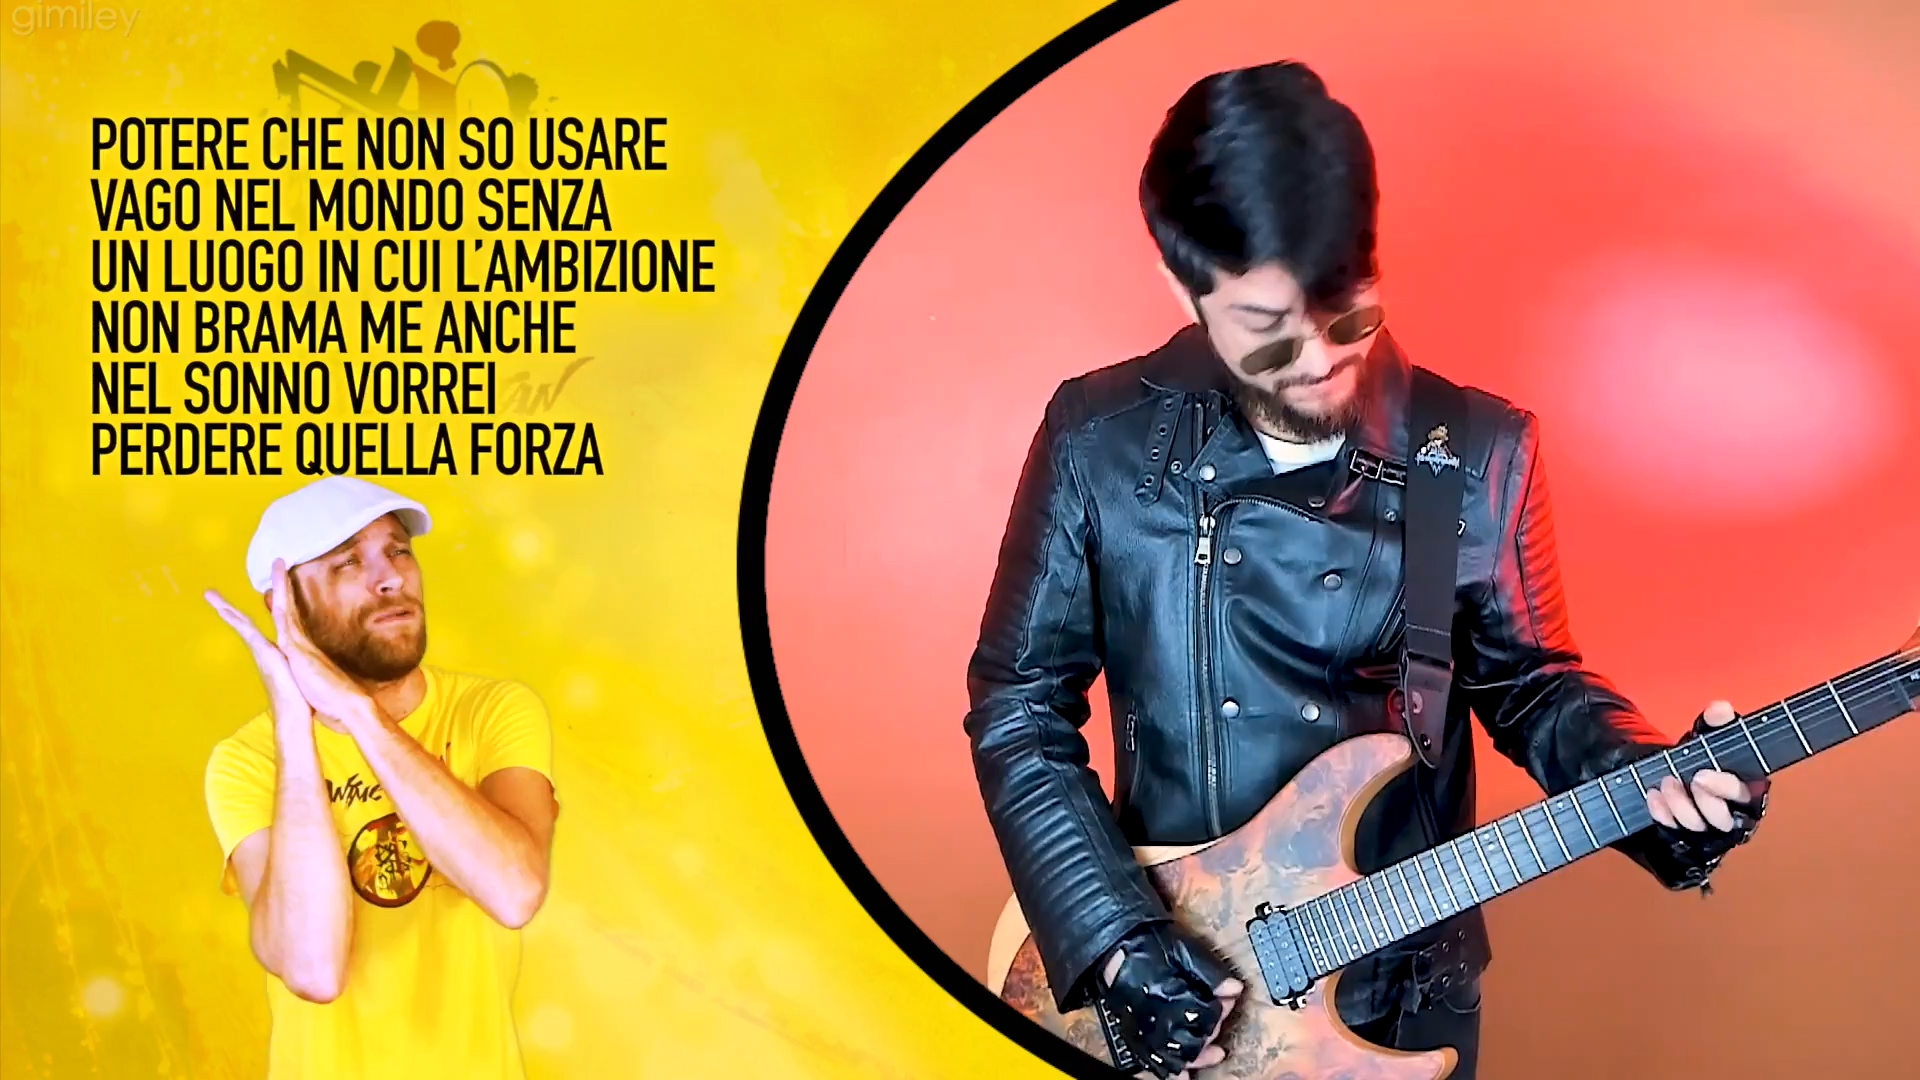 gimiley
POTERE CHE NON SO USARE
VAGO NEL MONDO SENZA
UN LUOGO IN CUI L’AMBIZIONE
NON BRAMA ME ANCHE
NEL SONNO VORREI
PERDERE QUELLA FORZA